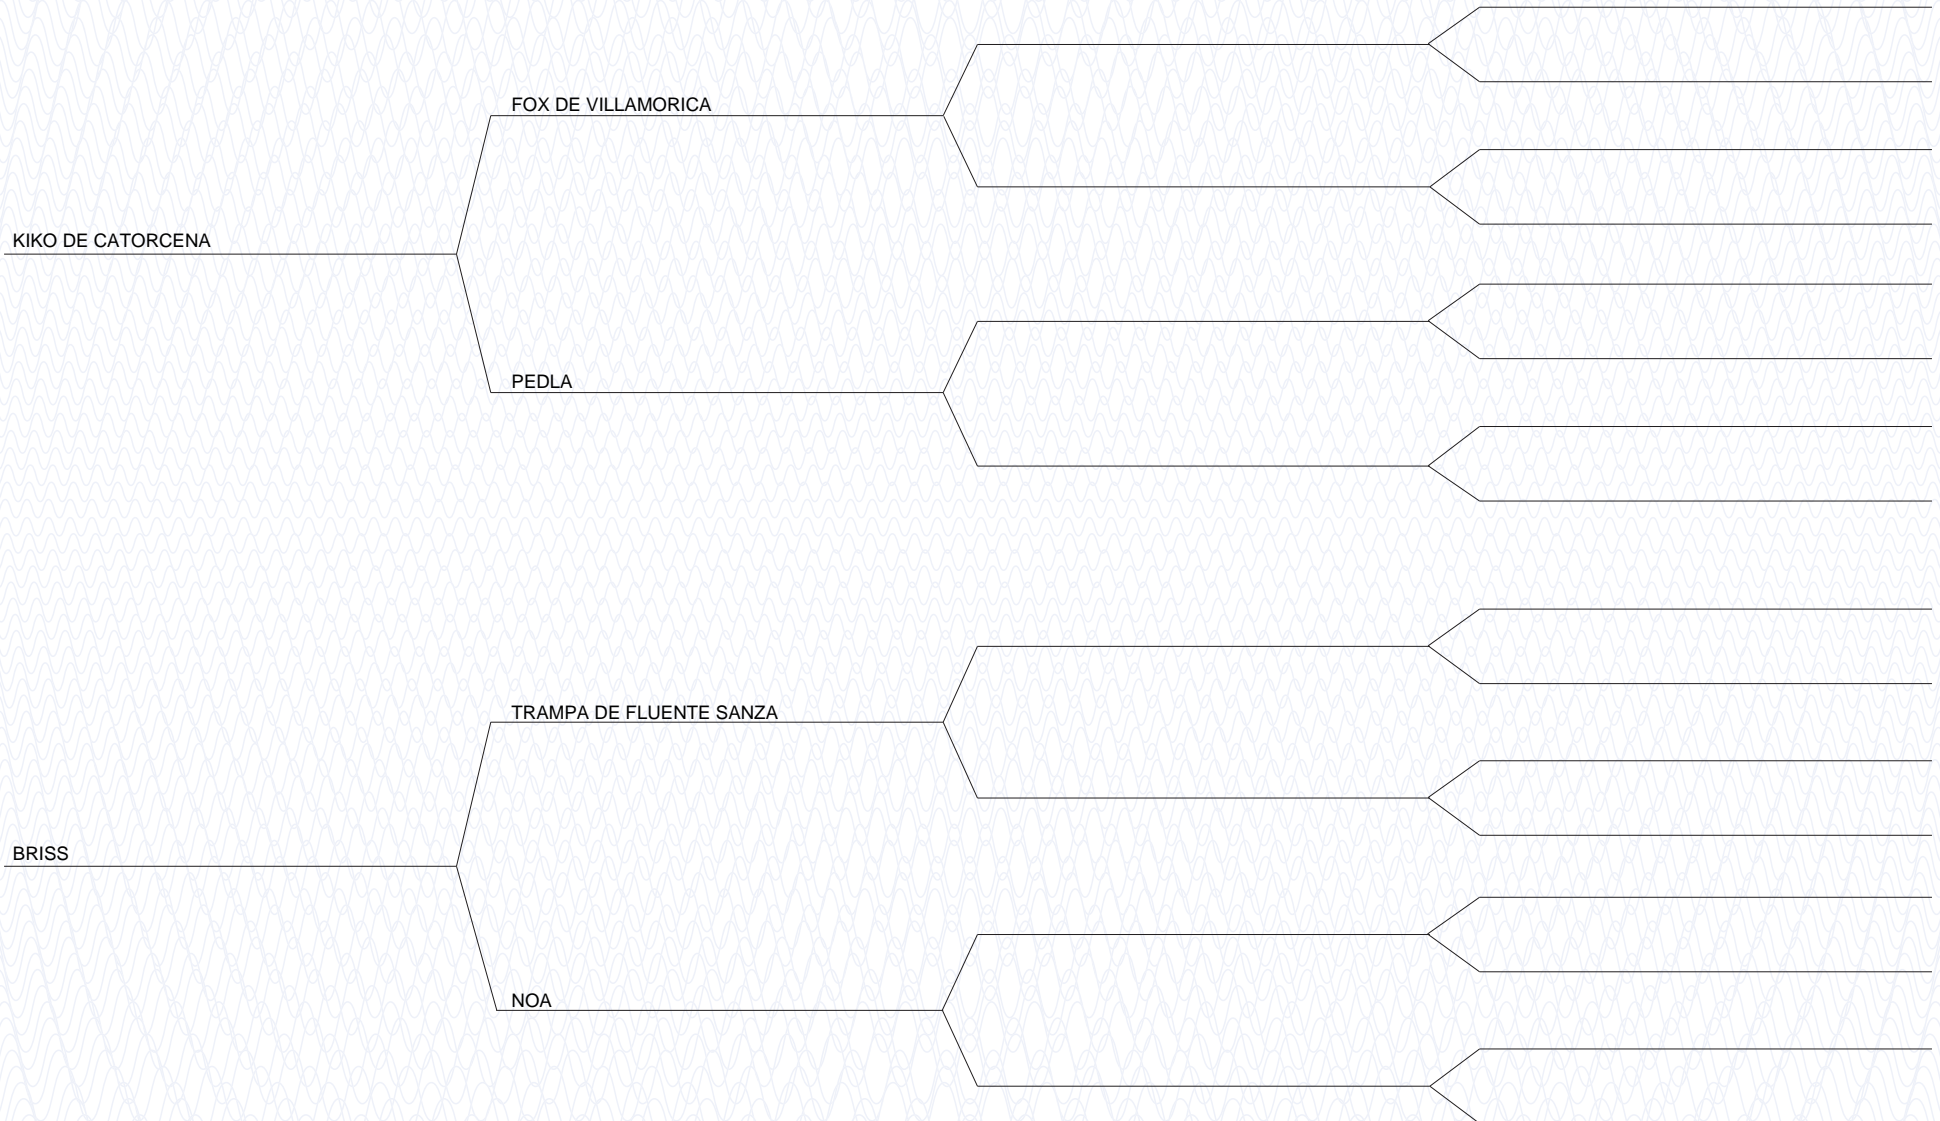 FOX DE VILLAMORICA
KIKO DE CATORCENA
PEDLA
TRAMPA DE FLUENTE SANZA
BRISS
NOA